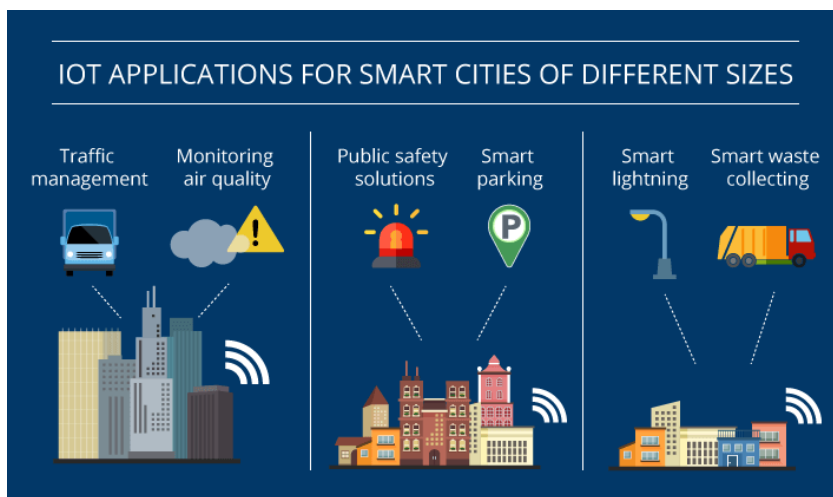 IOT APPLICATIONS FOR SMART CITIES OF DIFFERENT SIZES
Traffic
management
Monitoring
air quality
Public safety
solutions
Smart
parking
Smart
lightning
Smart waste
collecting
!
P